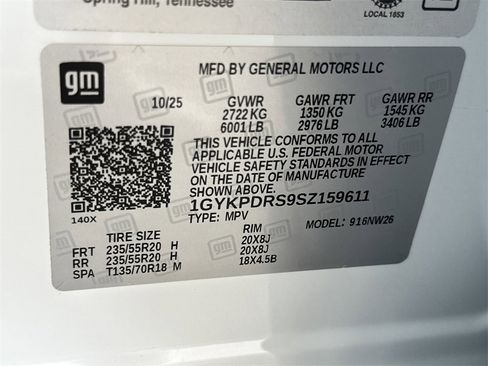 Spring Hill, Tennessee
LOCAL 1853
gm
MFD BY GENERAL MOTORS LLC
10/25 GVWR GAWR FRT GAWR RR
2722 KG 1350 KG 1545 KG
6001 LB 2976 LB 3406 LB
THIS VEHICLE CONFORMS TO ALL
APPLICABLE U.S. FEDERAL MOTOR
VEHICLE SAFETY STANDARDS IN EFFECT
ON THE DATE OF MANUFACTURE
SHOWN ABOVE.
1GYKPDRS9SZ159611
140X TYPE: MPV MODEL: 916NW26
TIRE SIZE RIM
FRT 235/55R20 H 20X8J
RR 235/55R20 H 20X8J
SPA T135/70R18 M 18X4.5B